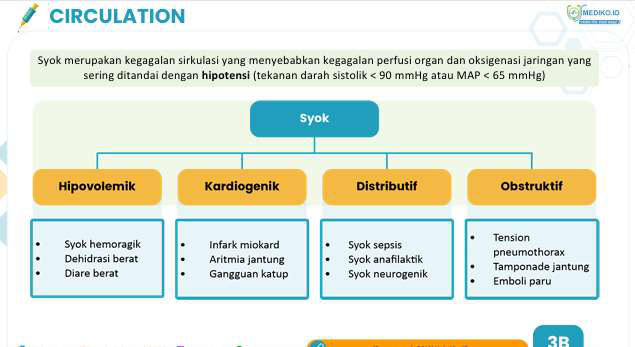 CIRCULATION
MEDIKO.ID
Syok merupakan kegagalan sirkulasi yang menyebabkan kegagalan perfusi organ dan oksigenasi jaringan yang
sering ditandai dengan hipotensi (tekanan darah sistolik < 90 mmHg atau MAP < 65 mmHg)
Syok
Hipovolemik
Kardiogenik
Distributif
Obstruktif
• Syok hemoragik
• Dehidrasi berat
• Diare berat
• Infark miokard
• Aritmia jantung
• Gangguan katup
• Syok sepsis
• Syok anafilaktik
• Syok neurogenik
• Tension
pneumothorax
• Tamponade jantung
• Emboli paru
3B